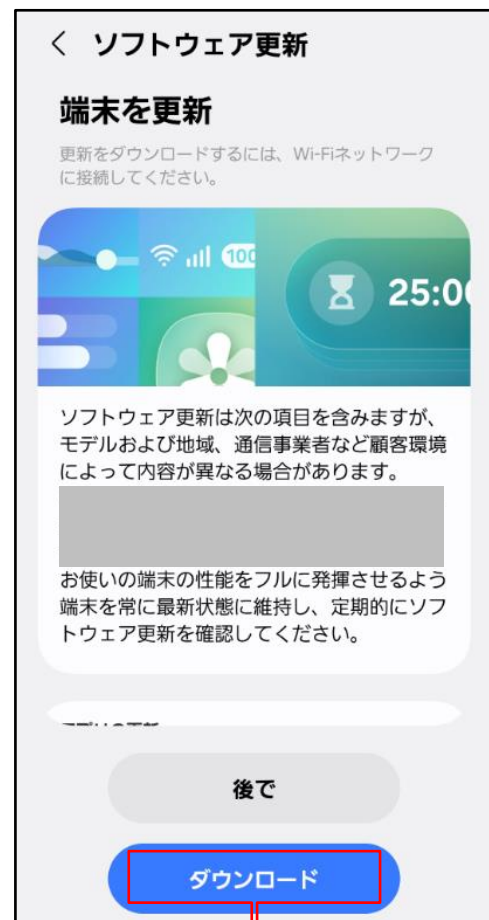 < ソフトウェア更新
端末を更新
更新をダウンロードするには、Wi-Fiネットワーク
に接続してください。
100
25:00
ソフトウェア更新は次の項目を含みますが、
モデルおよび地域、通信事業者など顧客環境
によって内容が異なる場合があります。
お使いの端末の性能をフルに発揮させるよう
端末を常に最新状態に維持し、定期的にソフ
トウェア更新を確認してください。
後で
ダウンロード